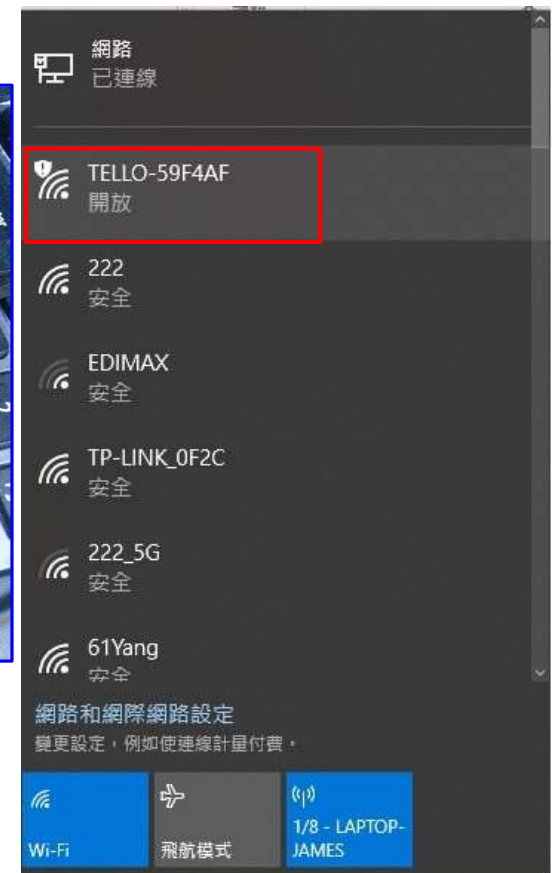 網路
已連線
TELLO-59F4AF
開放
222
安全
EDIMAX
安全
TP-LINK_0F2C
安全
222_5G
安全
61Yang
安全
網路和網際網路設定
變更設定，例如使連線計量付費。
Wi-Fi
飛航模式
1/8 - LAPTOP-
JAMES